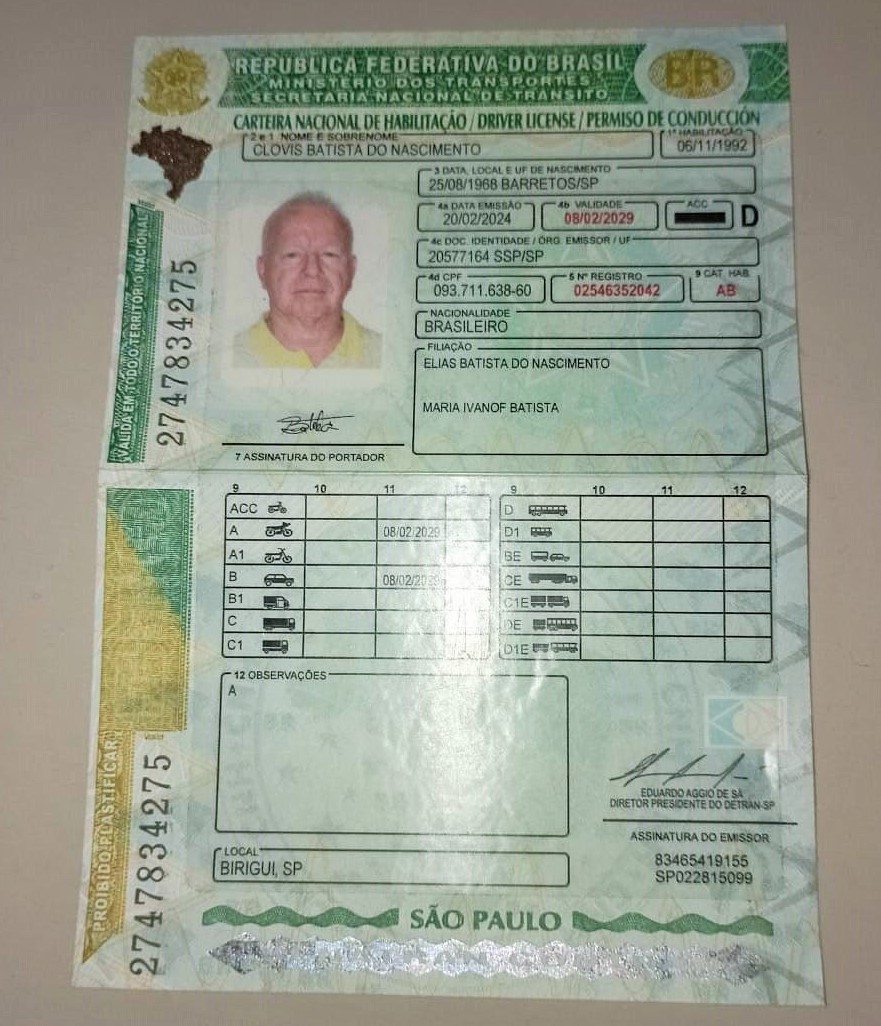 REPÚBLICA FEDERATIVA DO BRASIL
MINISTÉRIO DOS TRANSPORTES
SECRETARIA NACIONAL DE TRÂNSITO
BR
CARTEIRA NACIONAL DE HABILITAÇÃO / DRIVER LICENSE / PERMISO DE CONDUCCIÓN
2 e 1 NOME E SOBRENOME
CLOVIS BATISTA DO NASCIMENTO
1ª HABILITAÇÃO
06/11/1992
3 DATA, LOCAL E UF DE NASCIMENTO
25/08/1968 BARRETOS/SP
4a DATA EMISSÃO
20/02/2024
4b VALIDADE
08/02/2029
ACC
D
4c DOC. IDENTIDADE / ÓRG. EMISSOR / UF
20577164 SSP/SP
4d CPF
093.711.638-60
5 Nº REGISTRO
02546352042
9 CAT. HAB
AB
NACIONALIDADE
BRASILEIRO
FILIAÇÃO
ELIAS BATISTA DO NASCIMENTO
MARIA IVANOF BATISTA
7 ASSINATURA DO PORTADOR
VÁLIDA EM TODO O TERRITÓRIO NACIONAL
2747834275
9 10 11 12 9 10 11 12
ACC D
A 08/02/2029 D1
A1 BE
B 08/02/2029 CE
B1 C1E
C DE
C1 D1E
12 OBSERVAÇÕES
A
EDUARDO AGGIO DE SÁ
DIRETOR PRESIDENTE DO DETRAN-SP
ASSINATURA DO EMISSOR
83465419155
SP022815099
LOCAL
BIRIGUI, SP
PROIBIDO PLASTIFICAR
2747834275
SÃO PAULO